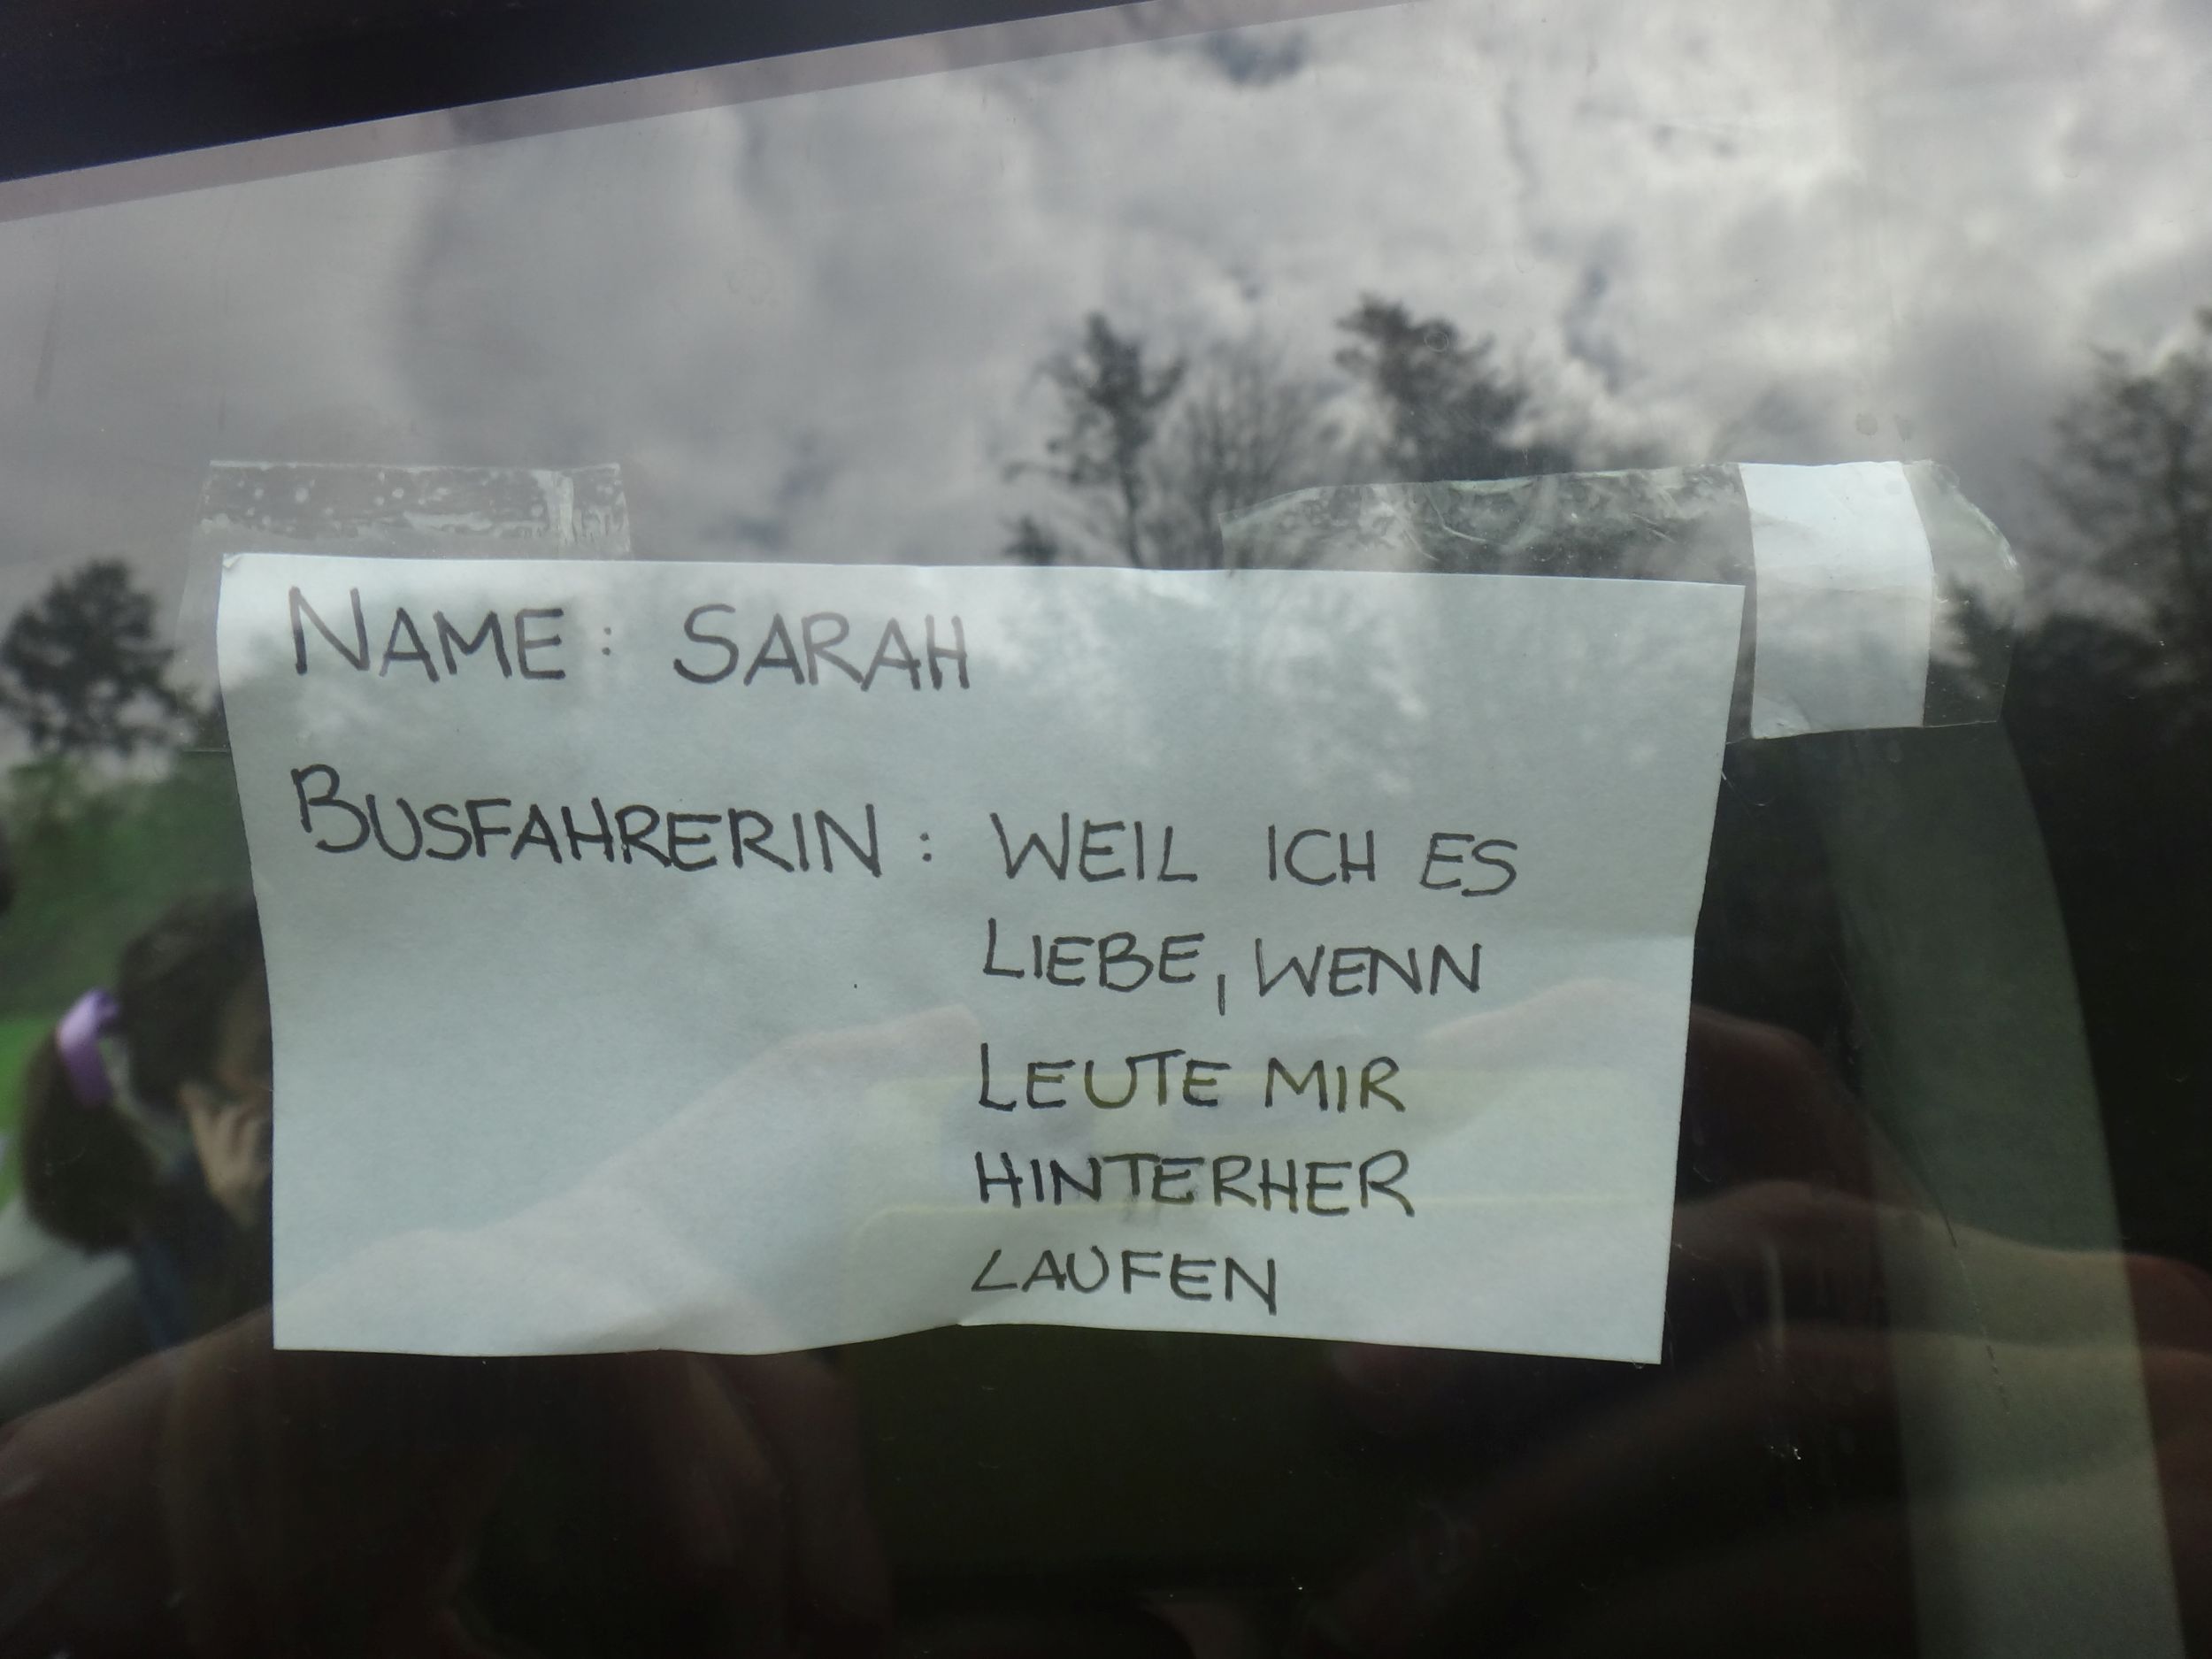 NAME: SARAH
BUSFAHRERIN: WEIL ICH ES
LIEBE, WENN
LEUTE MIR
HINTERHER
LAUFEN